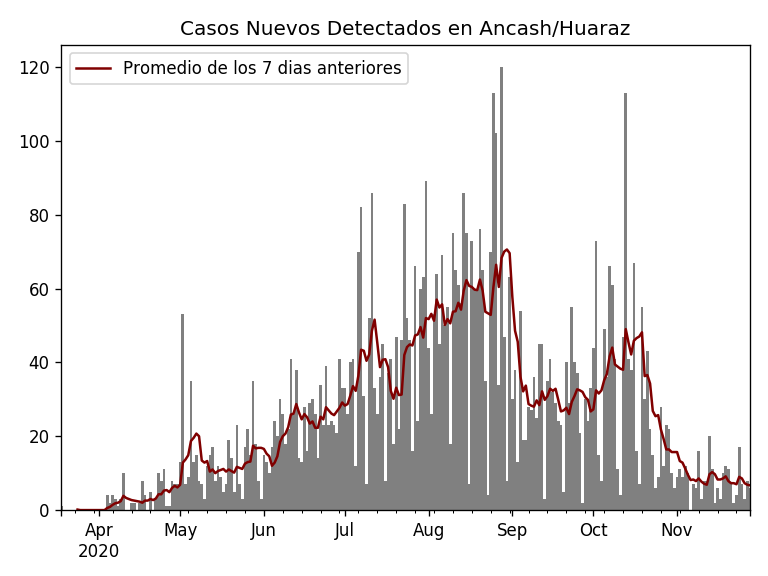 Casos Nuevos Detectados en Ancash/Huaraz
Promedio de los 7 dias anteriores
120
100
80
60
40
20
0
Apr May Jun Jul Aug Sep Oct Nov
2020